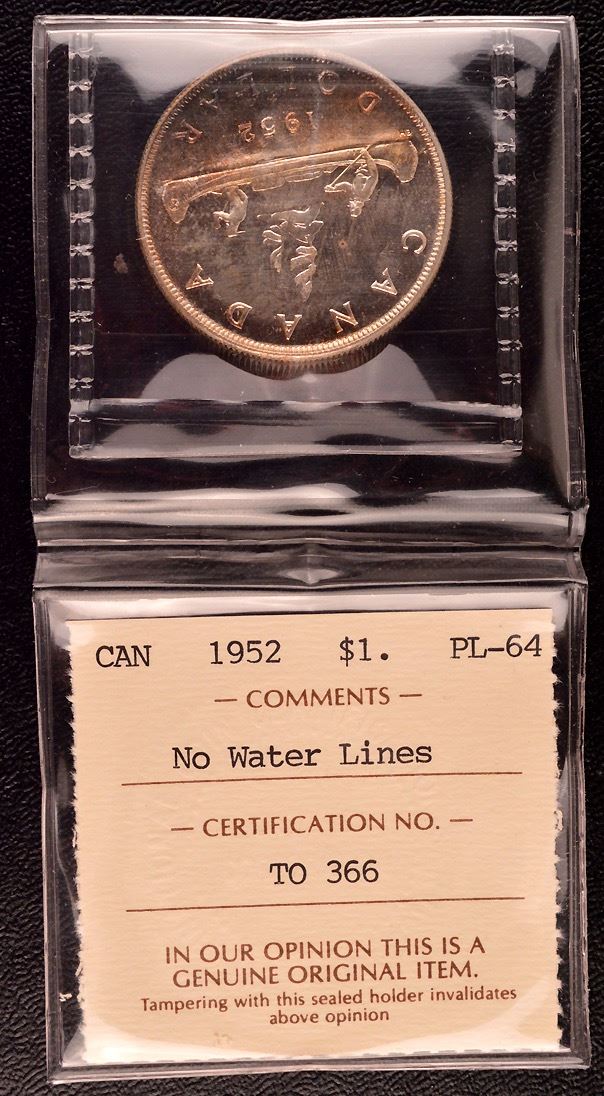 CANADA
1952
DOLLAR
CAN 1952 $1. PL-64
— COMMENTS —
No Water Lines
— CERTIFICATION NO. —
TO 366
IN OUR OPINION THIS IS A
GENUINE ORIGINAL ITEM.
Tampering with this sealed holder invalidates
above opinion